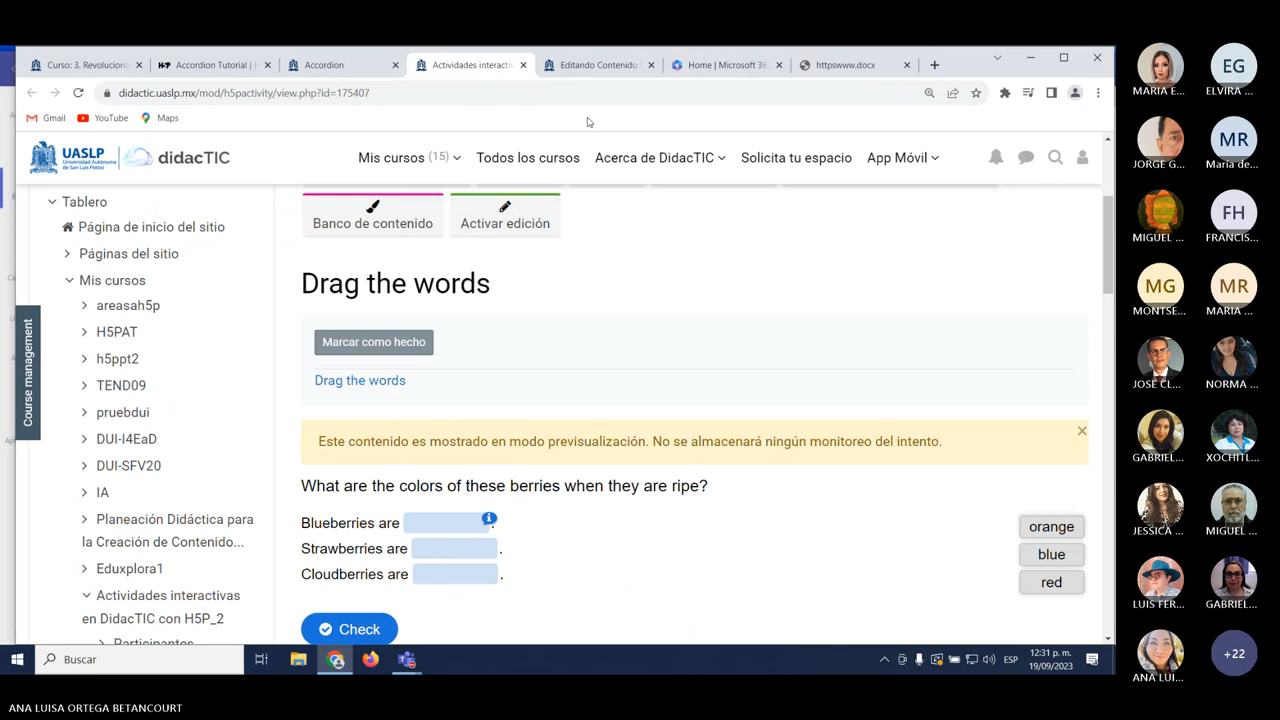 Curso: 3. Revoluciona
H-P Accordion Tutorial | H
Accordion
Actividades interacti
Editando Contenido
Home | Microsoft 36
httpswww.docx
didactic.uaslp.mx/mod/h5pactivity/view.php?id=175407
Gmail
YouTube
Maps
UASLP
Universidad Autónoma
de San Luis Potosí
didacTIC
Mis cursos (15)
Todos los cursos
Acerca de DidacTIC
Solicita tu espacio
App Móvil
Course management
Tablero
Página de inicio del sitio
Páginas del sitio
Mis cursos
areasah5p
H5PAT
h5ppt2
TEND09
pruebdui
DUI-I4EaD
DUI-SFV20
IA
Planeación Didáctica para
la Creación de Contenido...
Eduxplora1
Actividades interactivas
en DidacTIC con H5P_2
Participantes
Banco de contenido
Activar edición
Drag the words
Marcar como hecho
Drag the words
Este contenido es mostrado en modo previsualización. No se almacenará ningún monitoreo del intento.
What are the colors of these berries when they are ripe?
Blueberries are .
Strawberries are .
Cloudberries are .
orange
blue
red
Check
Buscar
ESP
12:31 p. m.
19/09/2023
MARIA E...
EG
ELVIRA ...
JORGE G...
MR
Maria de...
MIGUEL ...
FH
FRANCIS...
MG
MONTSE...
MR
MARIA ...
JOSE CL...
NORMA ...
GABRIEL...
XOCHITL...
JESSICA ...
MIGUEL ...
LUIS FER...
GABRIEL...
ANA LUI...
+22
ANA LUISA ORTEGA BETANCOURT